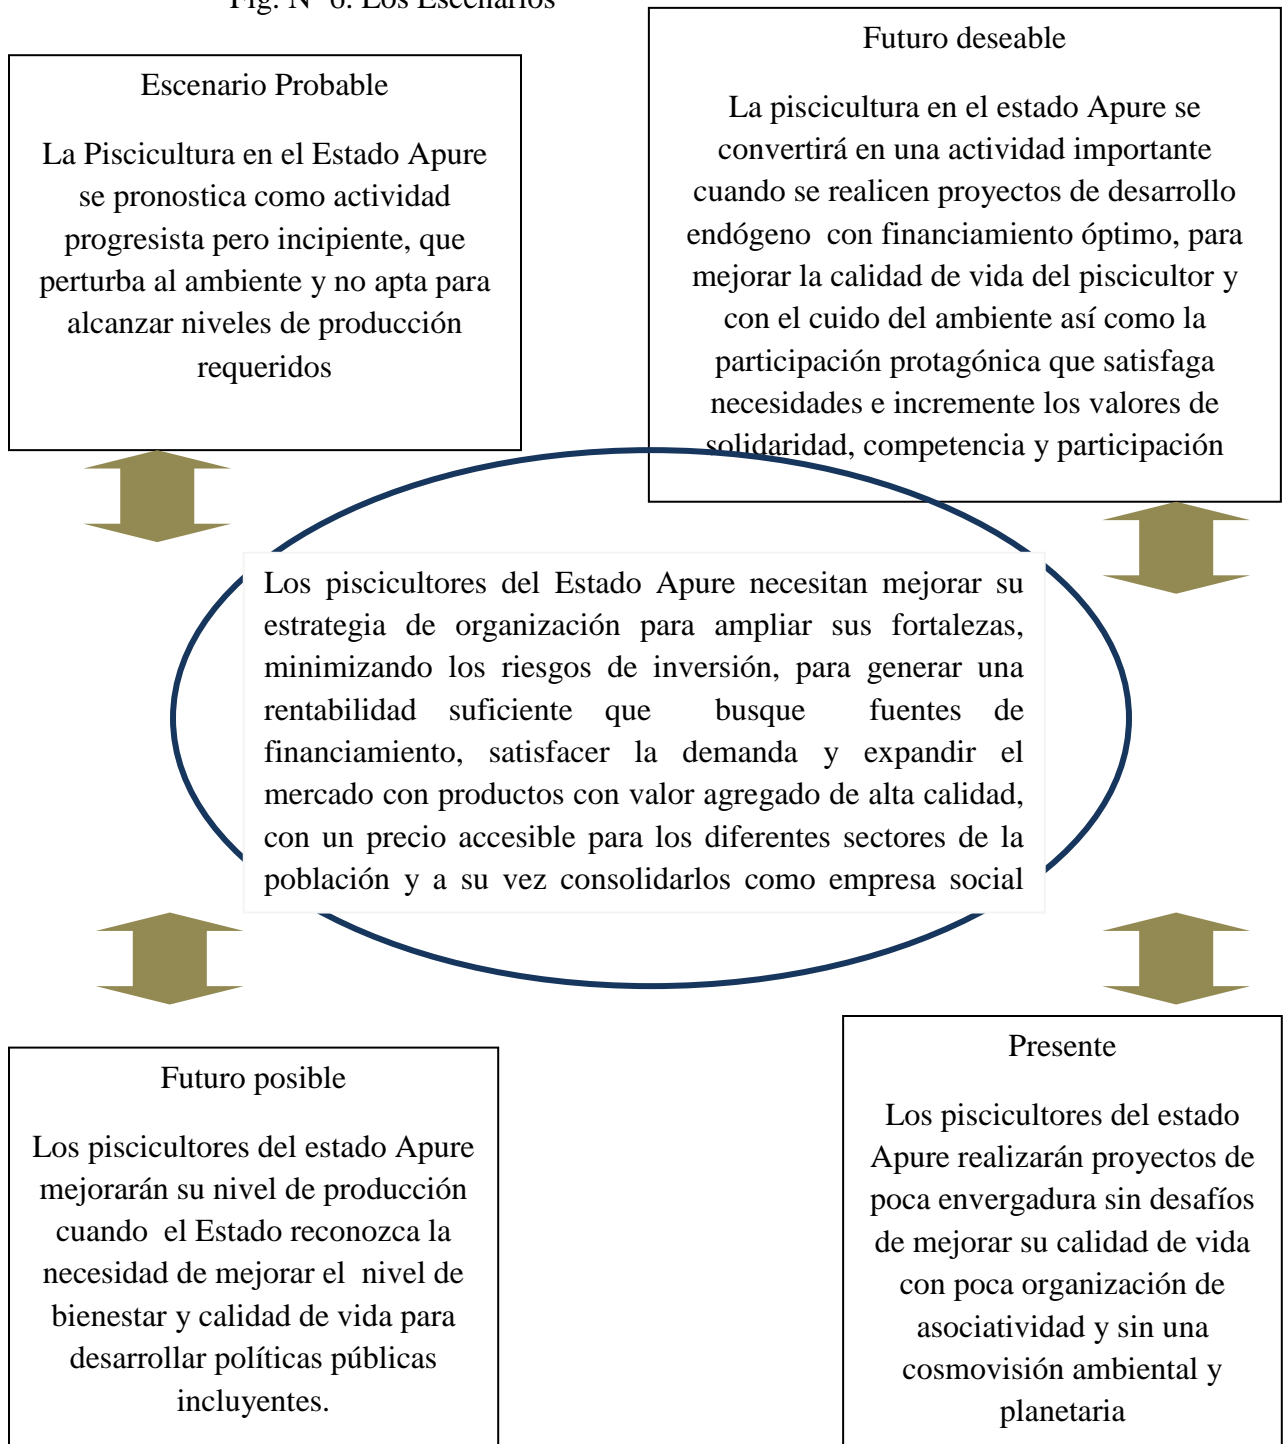 Fig. N° 6. Los Escenarios
Escenario Probable
La Piscicultura en el Estado Apure
se pronostica como actividad
progresista pero incipiente, que
perturba al ambiente y no apta para
alcanzar niveles de producción
requeridos
Futuro deseable
La piscicultura en el estado Apure se
convertirá en una actividad importante
cuando se realicen proyectos de desarrollo
endógeno con financiamiento óptimo, para
mejorar la calidad de vida del piscicultor y
con el cuido del ambiente así como la
participación protagónica que satisfaga
necesidades e incremente los valores de
solidaridad, competencia y participación
Los piscicultores del Estado Apure necesitan mejorar su
estrategia de organización para ampliar sus fortalezas,
minimizando los riesgos de inversión, para generar una
rentabilidad suficiente que busque fuentes de
financiamiento, satisfacer la demanda y expandir el
mercado con productos con valor agregado de alta calidad,
con un precio accesible para los diferentes sectores de la
población y a su vez consolidarlos como empresa social
Futuro posible
Los piscicultores del estado Apure
mejorarán su nivel de producción
cuando el Estado reconozca la
necesidad de mejorar el nivel de
bienestar y calidad de vida para
desarrollar políticas públicas
incluyentes.
Presente
Los piscicultores del estado
Apure realizarán proyectos de
poca envergadura sin desafíos
de mejorar su calidad de vida
con poca organización de
asociatividad y sin una
cosmovisión ambiental y
planetaria